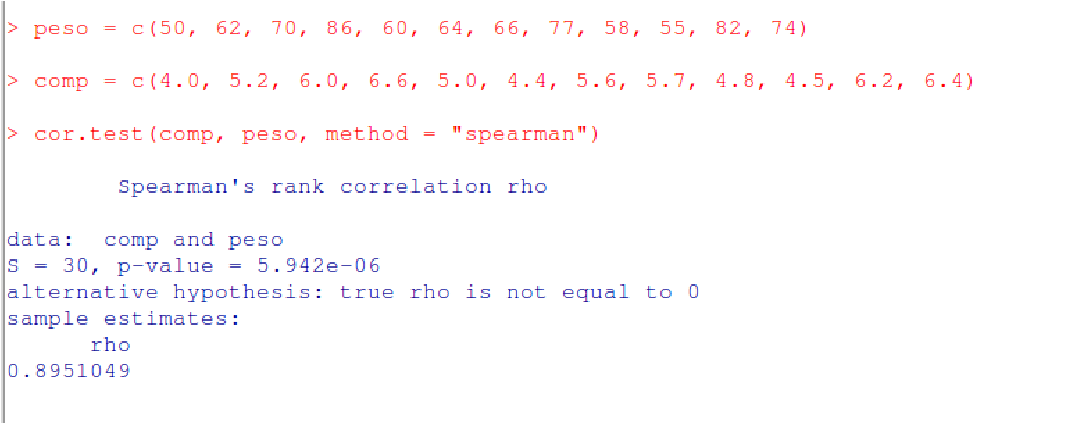 > peso = c(50, 62, 70, 86, 60, 64, 66, 77, 58, 55, 82, 74)
> comp = c(4.0, 5.2, 6.0, 6.6, 5.0, 4.4, 5.6, 5.7, 4.8, 4.5, 6.2, 6.4)
> cor.test(comp, peso, method = "spearman")
Spearman's rank correlation rho
data:  comp and peso
S = 30, p-value = 5.942e-06
alternative hypothesis: true rho is not equal to 0
sample estimates:
rho
0.8951049